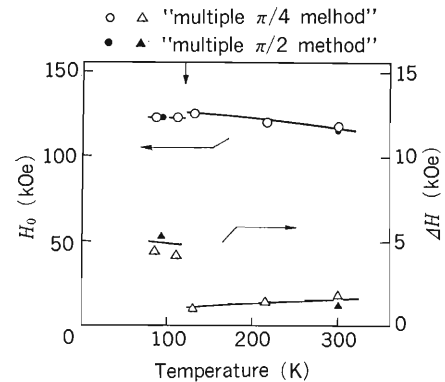 ○ △ "multiple π/4 melhod"
● ▲ "multiple π/2 method"
150
100
50
0
H₀ (kOe)
15
10
5
0
ΔH (kOe)
0 100 200 300
Temperature (K)